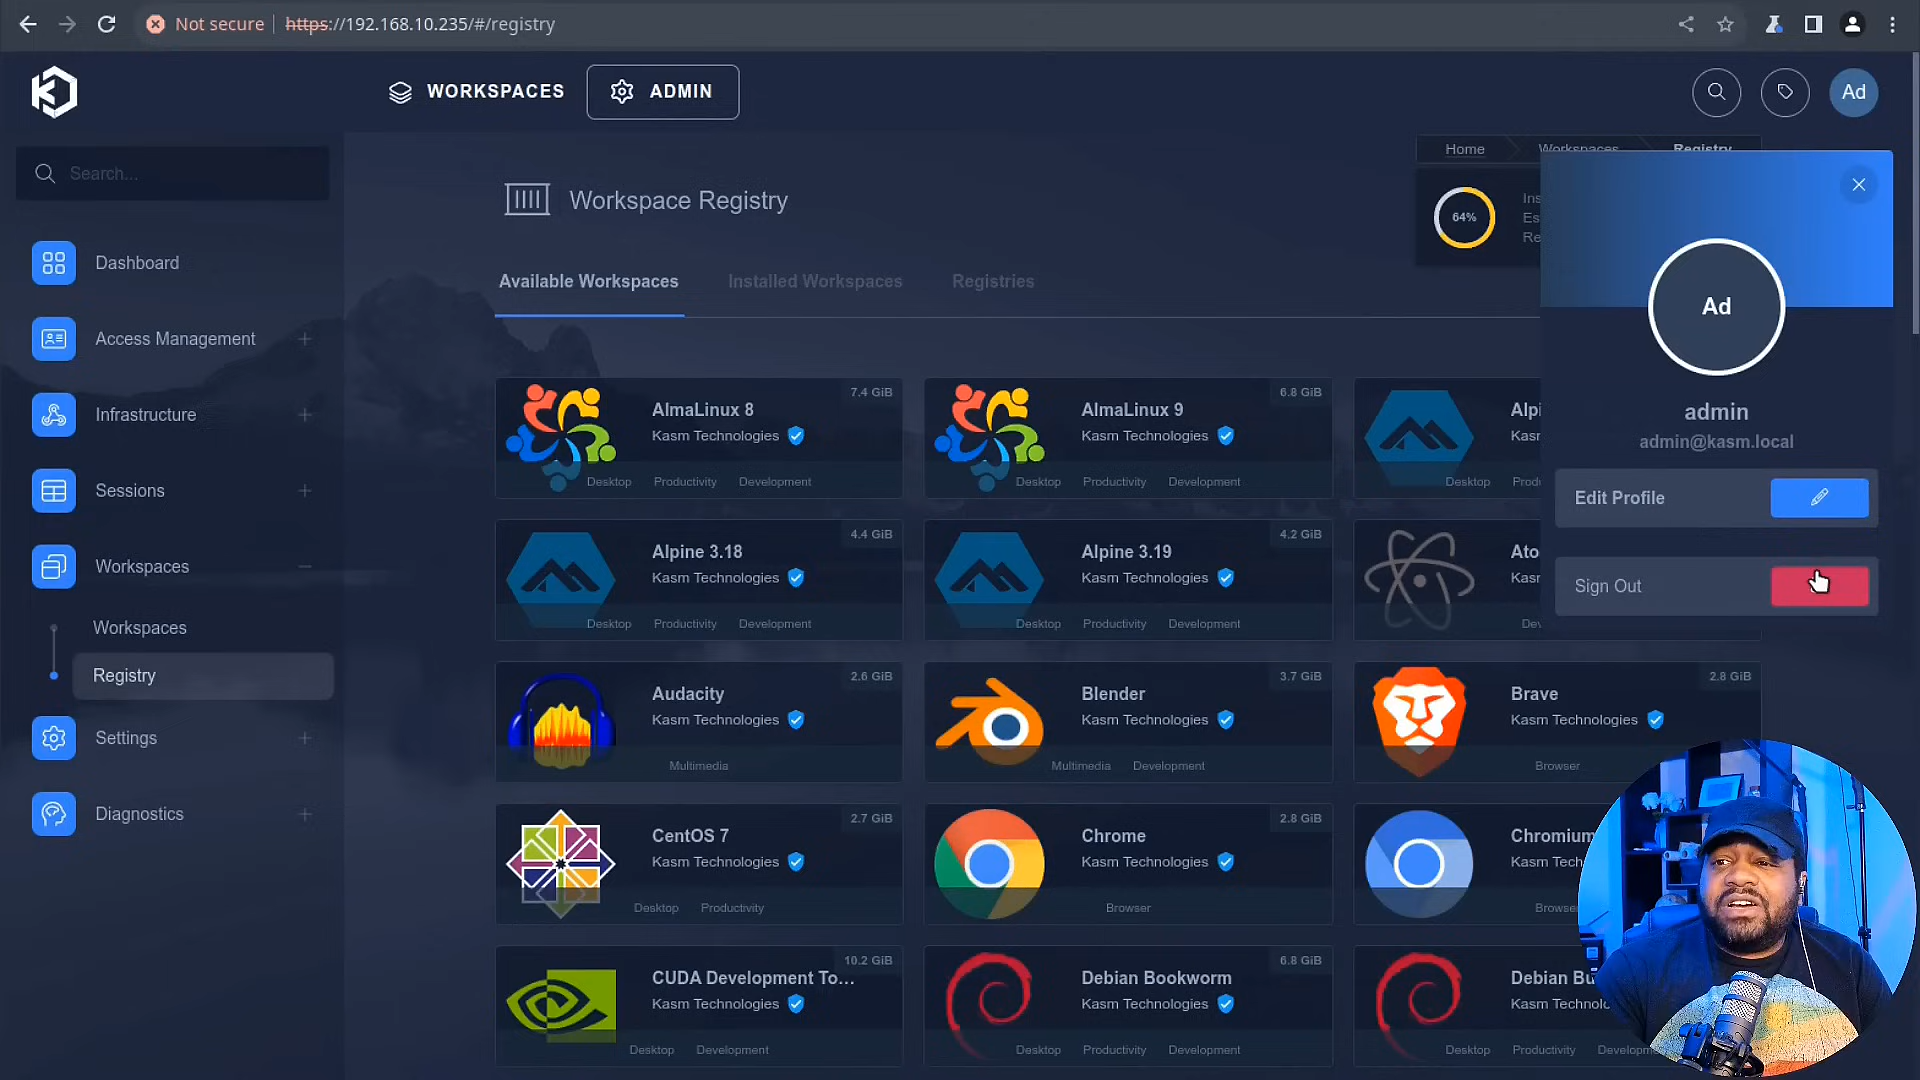 Not secure
https://192.168.10.235/#/registry
WORKSPACES
ADMIN
Ad
Search...
Dashboard
Access Management
Infrastructure
Sessions
Workspaces
Workspaces
Registry
Settings
Diagnostics
Home
Workspaces
Registry
Workspace Registry
64%
Available Workspaces
Installed Workspaces
Registries
Ad
admin
admin@kasm.local
Edit Profile
Sign Out
7.4 GiB
AlmaLinux 8
Kasm Technologies
Desktop Productivity Development
6.8 GiB
AlmaLinux 9
Kasm Technologies
Desktop Productivity Development
Desktop
4.4 GiB
Alpine 3.18
Kasm Technologies
Desktop Productivity Development
4.2 GiB
Alpine 3.19
Kasm Technologies
Desktop Productivity Development
2.6 GiB
Audacity
Kasm Technologies
Multimedia
3.7 GiB
Blender
Kasm Technologies
Multimedia Development
2.8 GiB
Brave
Kasm Technologies
Browser
2.7 GiB
CentOS 7
Kasm Technologies
Desktop Productivity
2.8 GiB
Chrome
Kasm Technologies
Browser
Chromium
10.2 GiB
CUDA Development To...
Kasm Technologies
Desktop Development
6.8 GiB
Debian Bookworm
Kasm Technologies
Desktop Productivity Development
Debian
Desktop Productivity